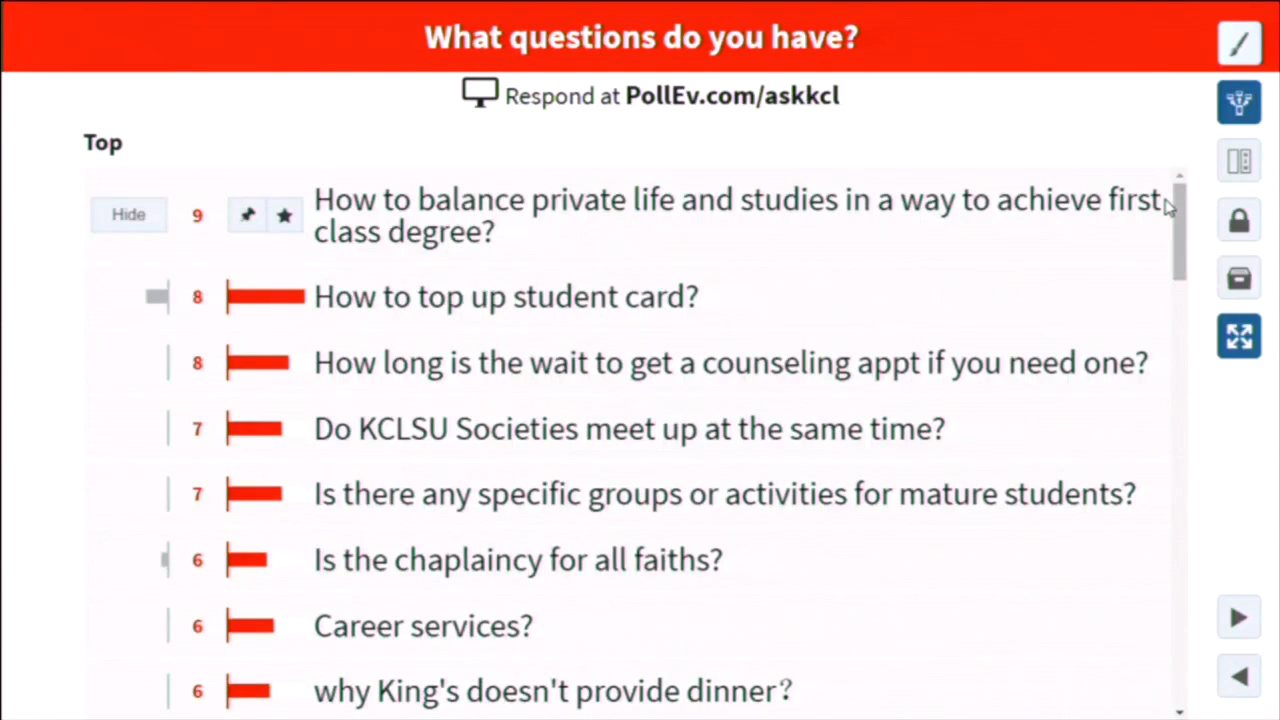 What questions do you have?
Respond at PollEv.com/askkcl
Top
Hide 9 How to balance private life and studies in a way to achieve first
class degree?
8 How to top up student card?
8 How long is the wait to get a counseling appt if you need one?
7 Do KCLSU Societies meet up at the same time?
7 Is there any specific groups or activities for mature students?
6 Is the chaplaincy for all faiths?
6 Career services?
6 why King's doesn't provide dinner?